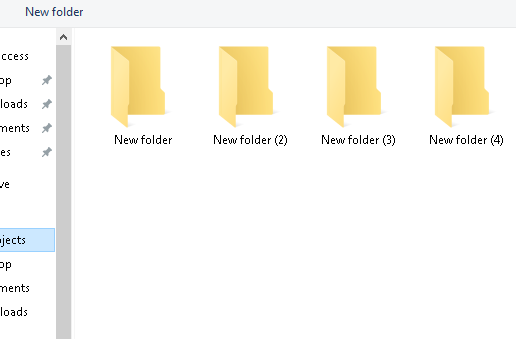 New folder
ccess
op
loads
ments
es
ve
jects
op
ments
loads
New folder
New folder (2)
New folder (3)
New folder (4)